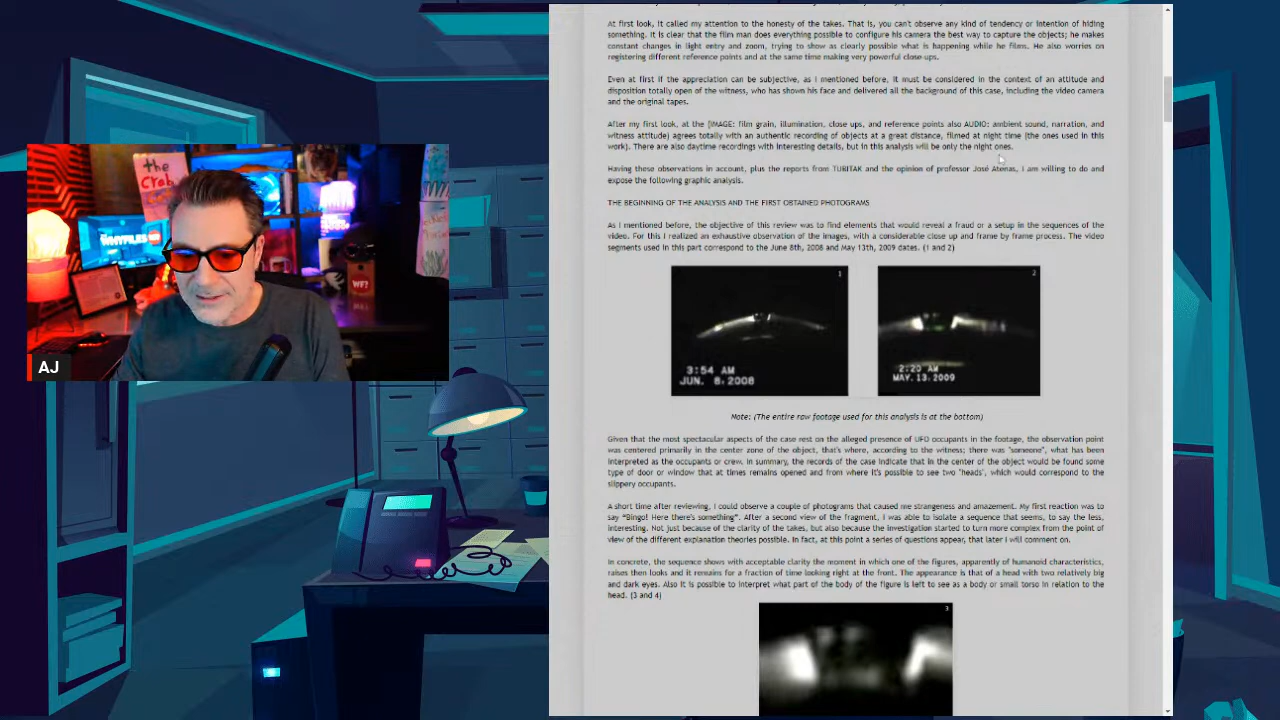 At first look, it called my attention to the honesty of the takes. That is, you can't observe any kind of tendency or intention of hiding
something. It is clear that the film man does everything possible to configure his camera the best way to capture the objects; he makes
constant changes in light entry and zoom, trying to show as clearly possible what is happening while he films. He also worries on
registering different reference points and at the same time making very powerful close ups.
Even at first if the appreciation can be subjective, as I mentioned before, it must be considered in the context of an attitude and
disposition totally open of the witness, who has shown his face and delivered all the background of this case, including the video camera
and the original tapes.
After my first look, at the (IMAGE: film grain, illumination, close ups, and reference points also AUDIO: ambient sound, narration, and
witness attitude) agrees totally with an authentic recording of objects at a great distance, filmed at night time (the ones used in this
work). There are also daytime recordings with interesting details, but in this analysis will be only the night ones.
Having these observations in account, plus the reports from TUBITAK and the opinion of professor José Atenas, I am willing to do and
expose the following graphic analysis.
THE BEGINNING OF THE ANALYSIS AND THE FIRST OBTAINED PHOTOGRAMS
As I mentioned before, the objective of this review was to find elements that would reveal a fraud or a setup in the sequences of the
video. For this I realized an exhaustive observation of the images, with a considerable close up and frame by frame process. The video
segments used in this part correspond to the June 8th, 2008 and May 13th, 2009 dates. (1 and 2)
1
3:54 AM
JUN. 8,2008
2
2:20 AM
MAY.13.2009
Note: (The entire raw footage used for this analysis is at the bottom)
Given that the most spectacular aspects of the case rest on the alleged presence of UFO occupants in the footage, the observation point
was centered primarily in the center zone of the object, that's where, according to the witness; there was "someone", what has been
interpreted as the occupants or crew. In summary, the records of the case indicate that in the center of the object would be found some
type of door or window that at times remains opened and from where it's possible to see two "heads", which would correspond to the
slippery occupants.
A short time after reviewing, I could observe a couple of photograms that caused me strangeness and amazement. My first reaction was to
say "Bingo! Here there's something". After a second view of the fragment, I was able to isolate a sequence that seems, to say the less,
interesting. Not just because of the clarity of the takes, but also because the investigation started to turn more complex from the point of
view of the different explanation theories possible. In fact, at this point a series of questions appear, that later I will comment on.
In concrete, the sequence shows with acceptable clarity the moment in which one of the figures, apparently of humanoid characteristics,
raises then looks and it remains for a fraction of time looking right at the front. The appearance is that of a head with two relatively big
and dark eyes. Also it is possible to interpret what part of the body of the figure is left to see as a body or small torso in relation to the
head. (3 and 4)
3
the
Crab
WHYFILES
WF?
AJ